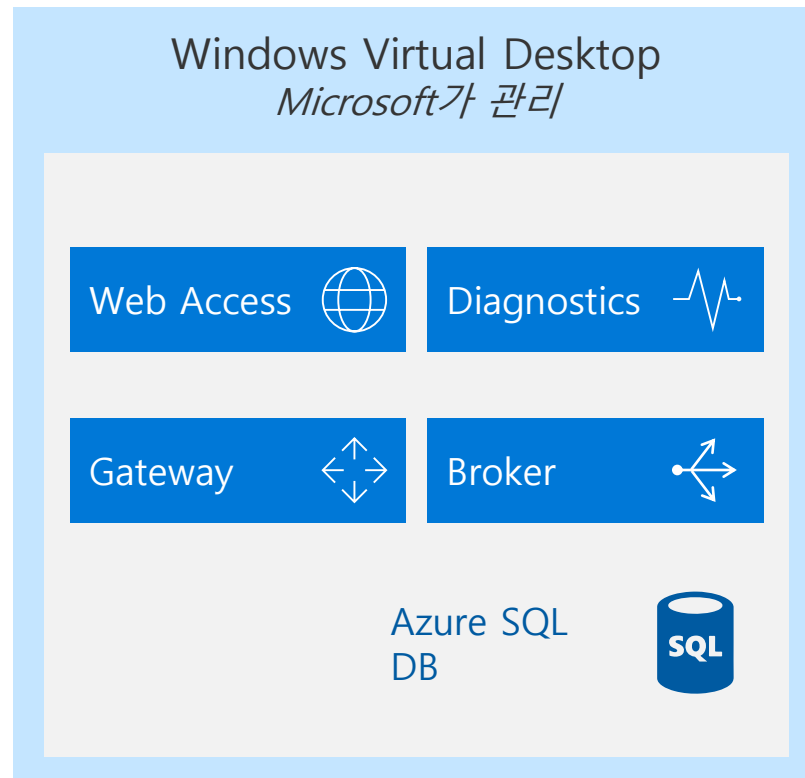 Windows Virtual Desktop
Microsoft가 관리
Web Access
Diagnostics
Gateway
Broker
Azure SQL
DB
SQL